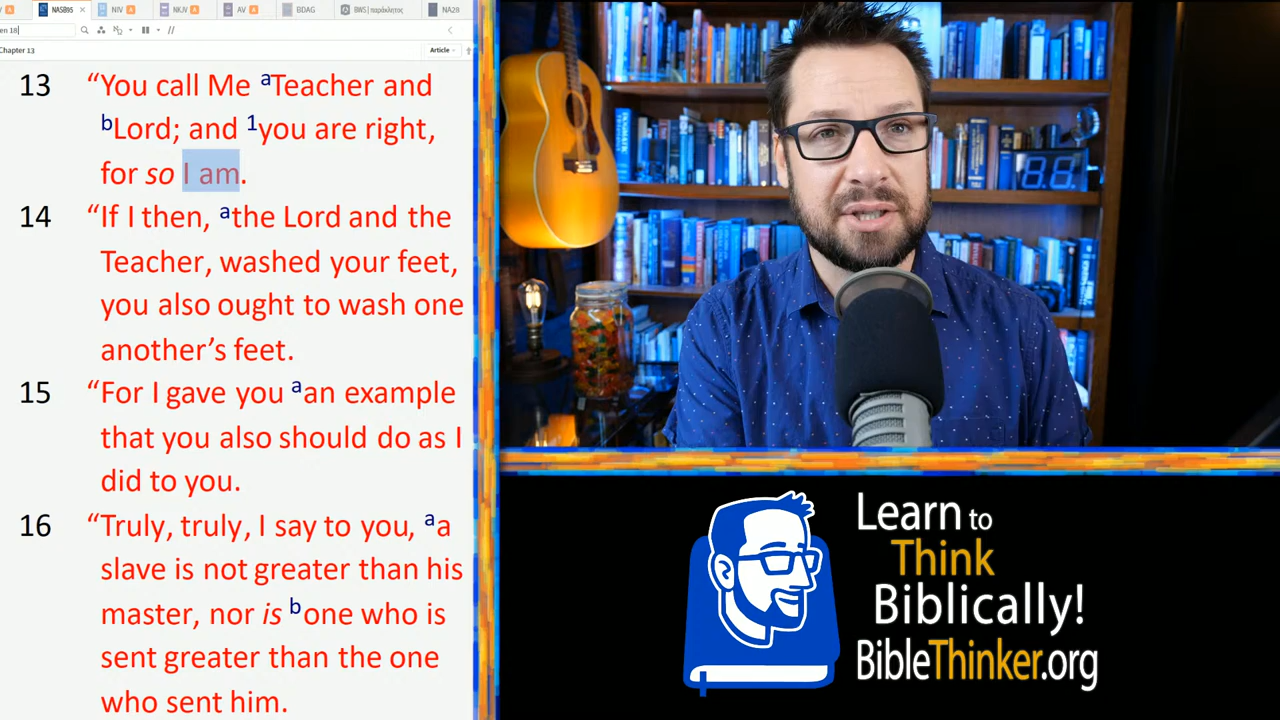 NASB95
NIV
NKJV
AV
BDAG
BWS | παράκλητος
NA28
en 18
Chapter 13
Article
13 “You call Me aTeacher and
bLord; and 1you are right,
for so I am.
14 “If I then, athe Lord and the
Teacher, washed your feet,
you also ought to wash one
another’s feet.
15 “For I gave you aan example
that you also should do as I
did to you.
16 “Truly, truly, I say to you, aa
slave is not greater than his
master, nor is bone who is
sent greater than the one
who sent him.
Learn to
Think
Biblically!
BibleThinker.org